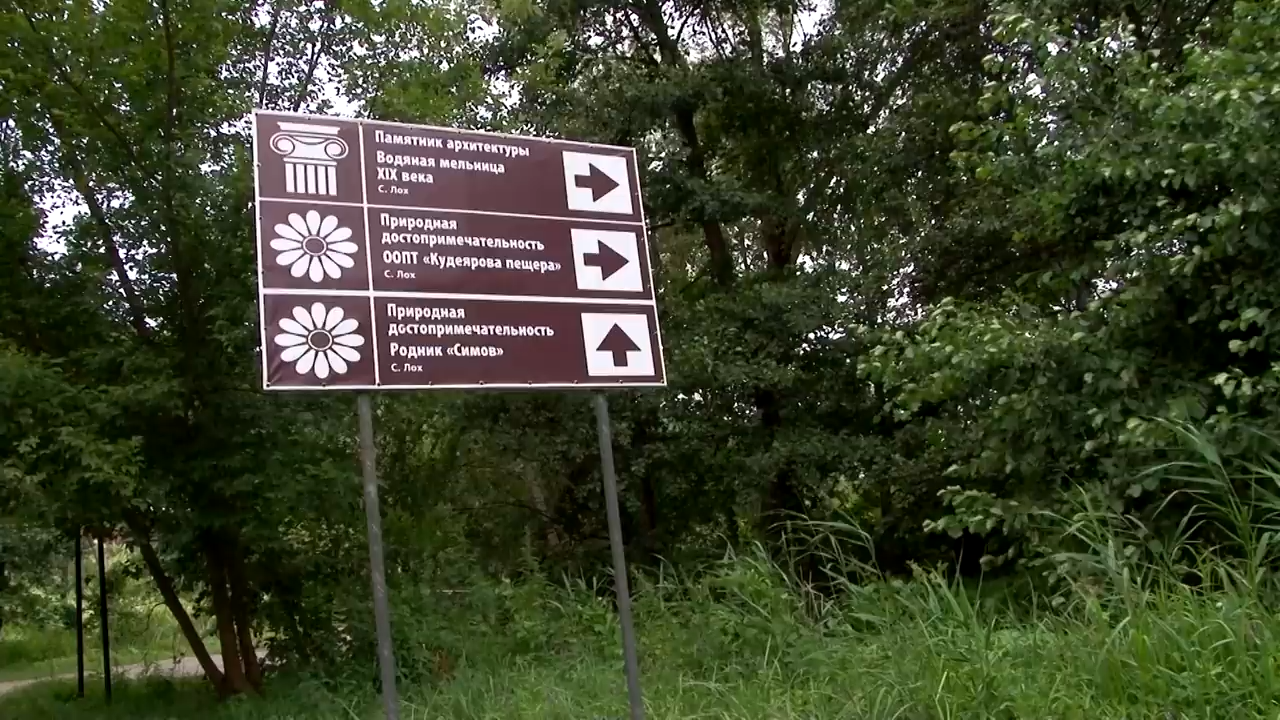 Памятник архитектуры
Водяная мельница
XIX века
С. Лох
Природная
достопримечательность
ООПТ «Кудеярова пещера»
С. Лох
Природная
достопримечательность
Родник «Симов»
С. Лох